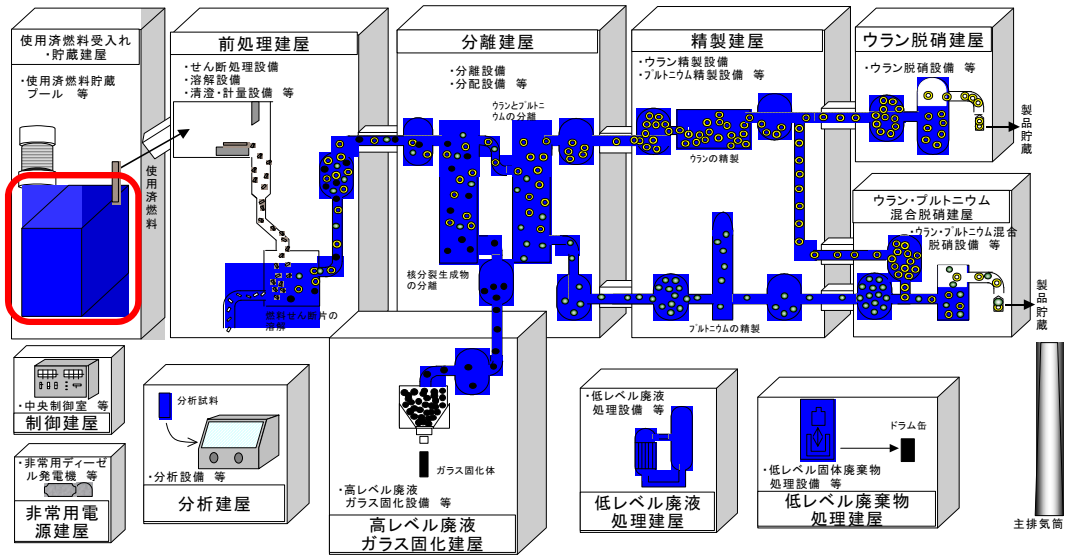 使用済燃料受入れ
・貯蔵建屋
・使用済燃料貯蔵
プール 等
使用済燃料
前処理建屋
・せん断処理設備
・溶解設備
・清澄・計量設備 等
燃料せん断片の
溶解
分離建屋
・分離設備
・分配設備 等
ウランとプルトニ
ウムの分離
核分裂生成物
の分離
精製建屋
・ウラン精製設備
・プルトニウム精製設備 等
ウランの精製
プルトニウムの精製
ウラン脱硝建屋
・ウラン脱硝設備 等
製品貯蔵
ウラン・プルトニウム
混合脱硝建屋
・ウラン・プルトニウム混合
脱硝設備 等
製品貯蔵
・中央制御室 等
制御建屋
・非常用ディーゼ
ル発電機 等
非常用電
源建屋
分析試料
・分析設備 等
分析建屋
ガラス固化体
・高レベル廃液
ガラス固化設備 等
高レベル廃液
ガラス固化建屋
・低レベル廃液
処理設備 等
低レベル廃液
処理建屋
ドラム缶
・低レベル固体廃棄物
処理設備 等
低レベル廃棄物
処理建屋
主排気筒